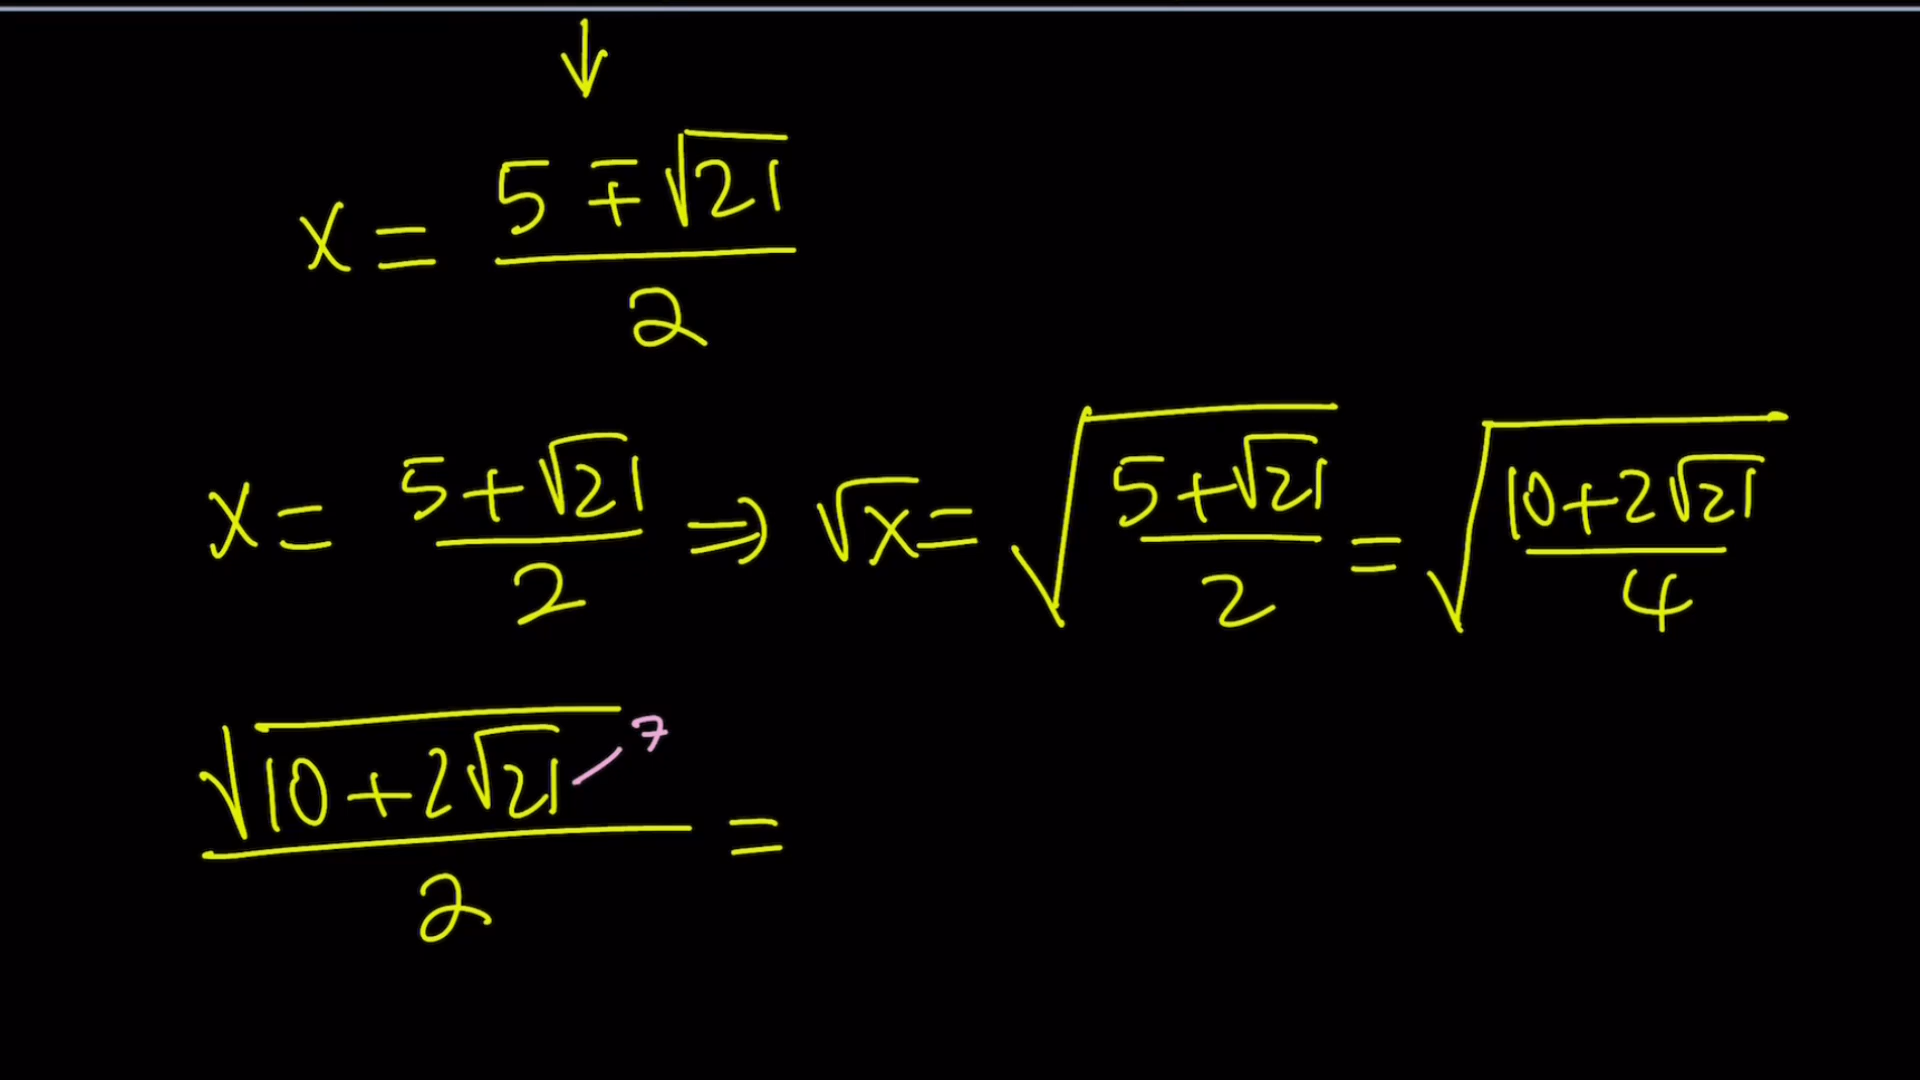 x = (5 ∓ √21)/2
x = (5+√21)/2 ⇒ √x = √((5+√21)/2) = √((10+2√21)/4)
√(10+2√21)/2 =
7